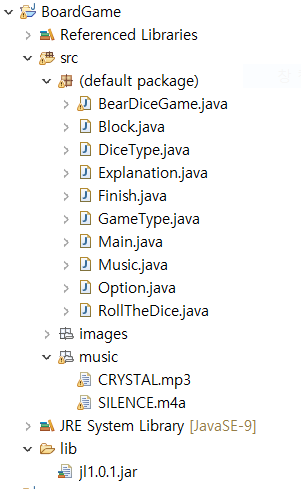 BoardGame
Referenced Libraries
src
(default package)
BearDiceGame.java
Block.java
DiceType.java
Explanation.java
Finish.java
GameType.java
Main.java
Music.java
Option.java
RollTheDice.java
images
music
CRYSTAL.mp3
SILENCE.m4a
JRE System Library [JavaSE-9]
lib
jl1.0.1.jar